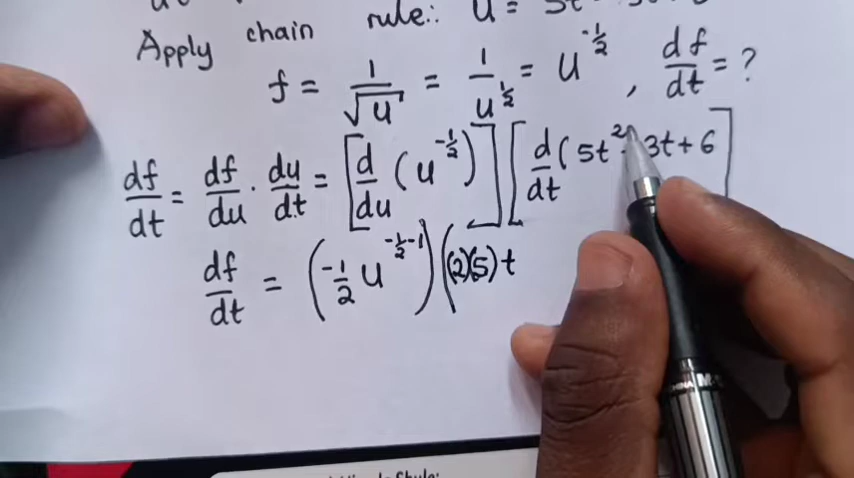 Apply chain rule:. U =
f = 1/√u = 1/u^½ = u^-½ , df/dt = ?
df/dt = df/du · du/dt = [d/du (u^-½)] [d/dt (5t² - 3t + 6]
df/dt = (-½ u^-½-1) ((2)(5) t